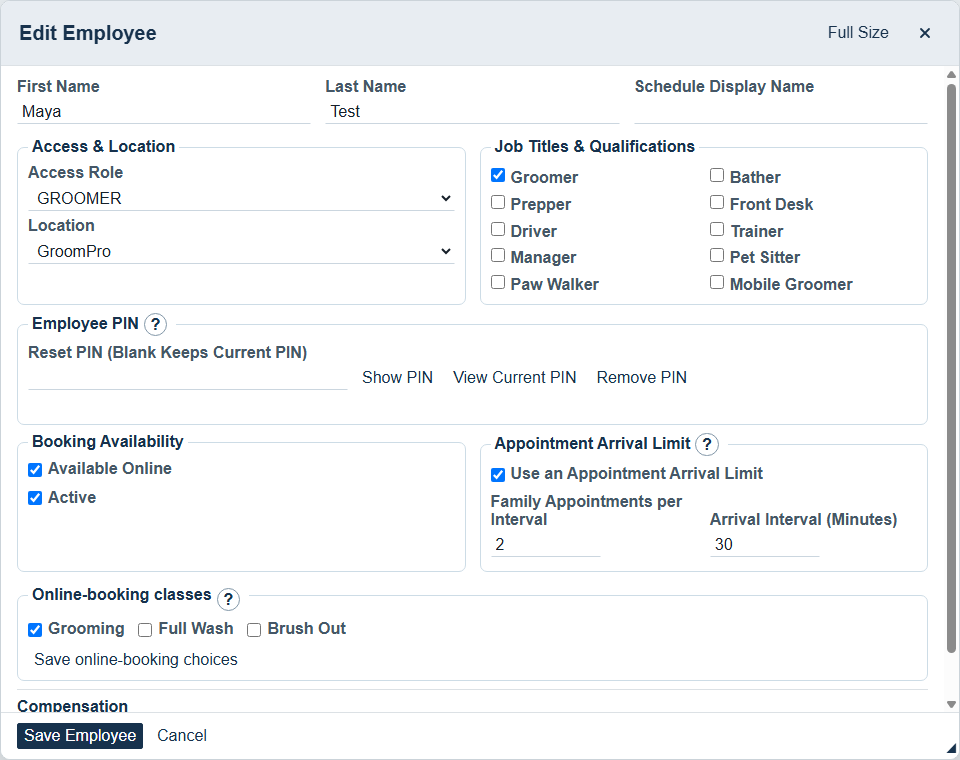 Edit Employee
Full Size ✕
First Name Last Name Schedule Display Name
Maya Test
Access & Location
Access Role
GROOMER
Location
GroomPro
Job Titles & Qualifications
Groomer Bather
Prepper Front Desk
Driver Trainer
Manager Pet Sitter
Paw Walker Mobile Groomer
Employee PIN ?
Reset PIN (Blank Keeps Current PIN)
Show PIN View Current PIN Remove PIN
Booking Availability
Available Online
Active
Appointment Arrival Limit ?
Use an Appointment Arrival Limit
Family Appointments per
Interval Arrival Interval (Minutes)
2 30
Online-booking classes ?
Grooming Full Wash Brush Out
Save online-booking choices
Compensation
Save Employee Cancel